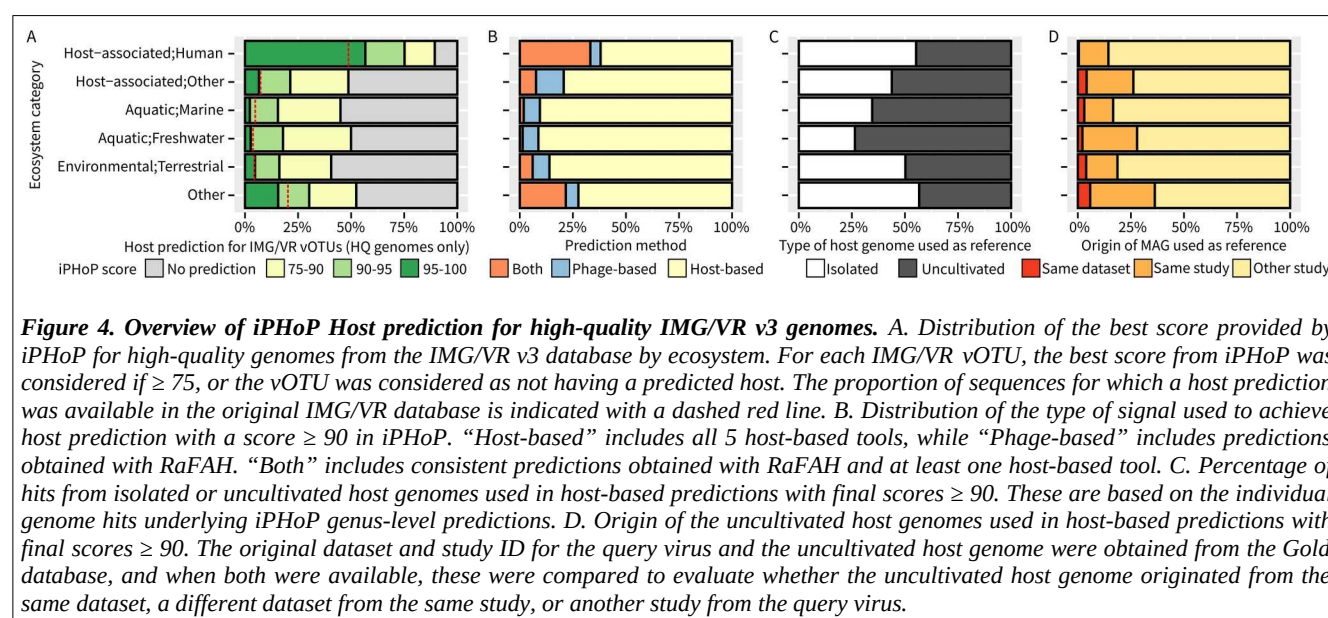 A B C D
Ecosystem category
Host−associated;Human
Host−associated;Other
Aquatic;Marine
Aquatic;Freshwater
Environmental;Terrestrial
Other
0% 25% 50% 75% 100% 0% 25% 50% 75% 100% 0% 25% 50% 75% 100% 0% 25% 50% 75% 100%
Host prediction for IMG/VR vOTUs (HQ genomes only) Prediction method Type of host genome used as reference Origin of MAG used as reference
iPHoP score No prediction 75-90 90-95 95-100 Both Phage-based Host-based Isolated Uncultivated Same dataset Same study Other study
Figure 4. Overview of iPHoP Host prediction for high-quality IMG/VR v3 genomes. A. Distribution of the best score provided by
iPHoP for high-quality genomes from the IMG/VR v3 database by ecosystem. For each IMG/VR vOTU, the best score from iPHoP was
considered if ≥ 75, or the vOTU was considered as not having a predicted host. The proportion of sequences for which a host prediction
was available in the original IMG/VR database is indicated with a dashed red line. B. Distribution of the type of signal used to achieve
host prediction with a score ≥ 90 in iPHoP. “Host-based” includes all 5 host-based tools, while “Phage-based” includes predictions
obtained with RaFAH. “Both” includes consistent predictions obtained with RaFAH and at least one host-based tool. C. Percentage of
hits from isolated or uncultivated host genomes used in host-based predictions with final scores ≥ 90. These are based on the individual
genome hits underlying iPHoP genus-level predictions. D. Origin of the uncultivated host genomes used in host-based predictions with
final scores ≥ 90. The original dataset and study ID for the query virus and the uncultivated host genome were obtained from the Gold
database, and when both were available, these were compared to evaluate whether the uncultivated host genome originated from the
same dataset, a different dataset from the same study, or another study from the query virus.